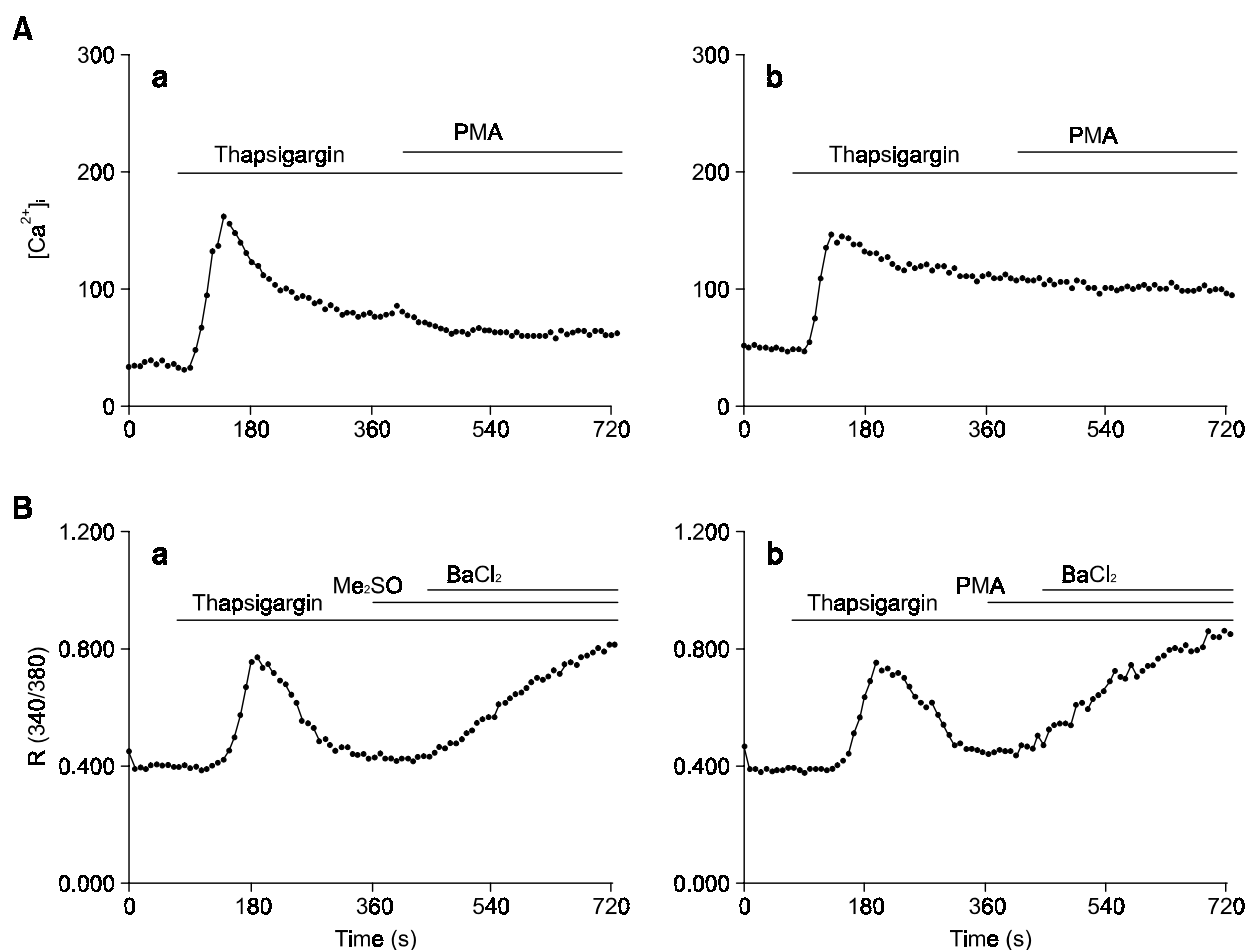 A
a
300
200
100
0
[Ca2+]i
Thapsigargin
PMA
0 180 360 540 720
b
300
200
100
0
Thapsigargin
PMA
0 180 360 540 720
B
a
1.200
0.800
0.400
0.000
R (340/380)
Thapsigargin
Me2SO
BaCl2
0 180 360 540 720
Time (s)
b
1.200
0.800
0.400
0.000
Thapsigargin
PMA
BaCl2
0 180 360 540 720
Time (s)